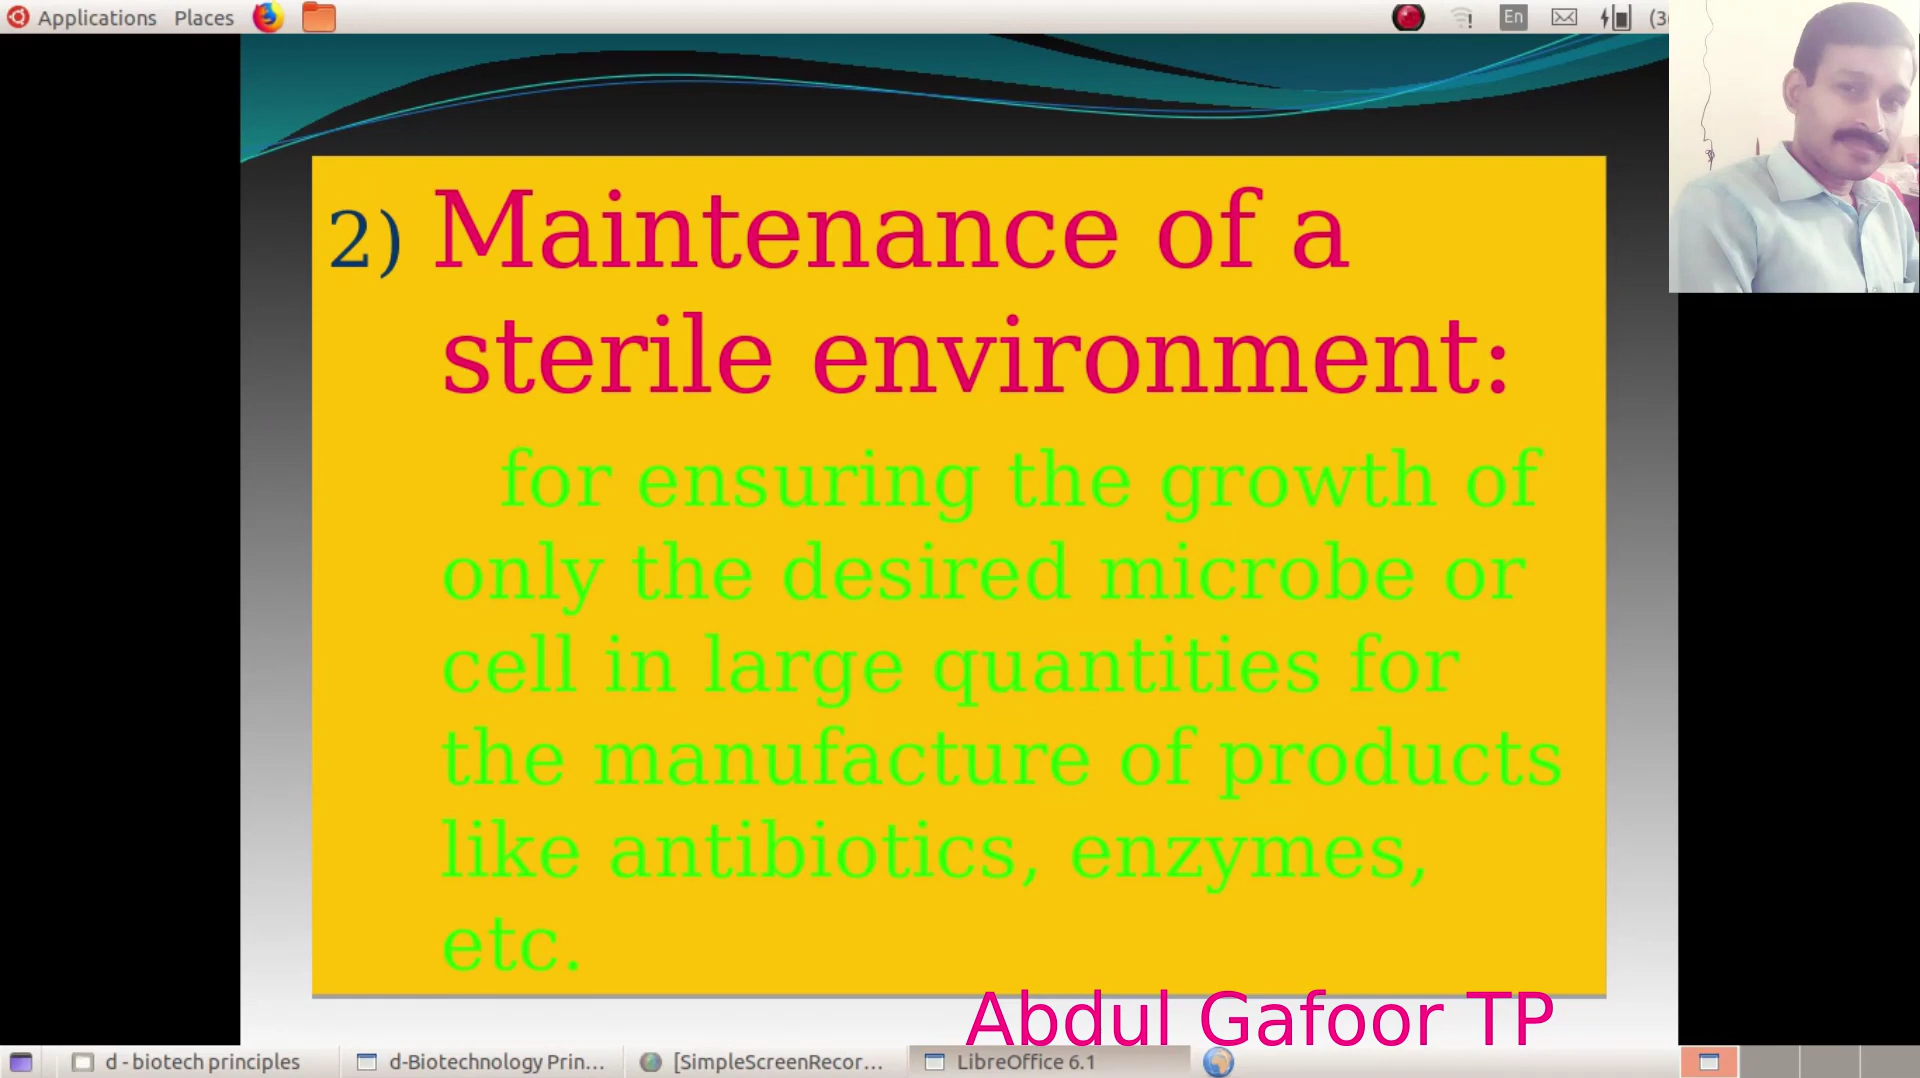 Applications Places
En
(3
2) Maintenance of a
sterile environment:
for ensuring the growth of
only the desired microbe or
cell in large quantities for
the manufacture of products
like antibiotics, enzymes,
etc.
Abdul Gafoor TP
d - biotech principles d-Biotechnology Prin... [SimpleScreenRecor... LibreOffice 6.1